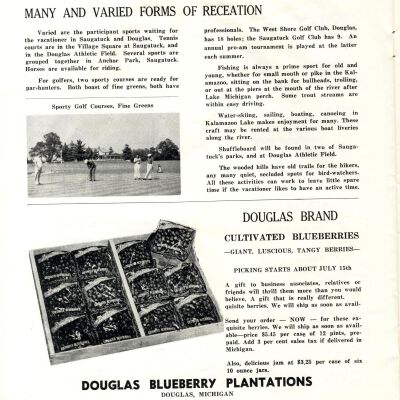 MANY AND VARIED FORMS OF RECEATION
Varied are the participant sports waiting for
the vacationer in Saugatuck and Douglas, Tennis
courts are in the Village Square at Saugatuck, and
in the Douglas Athletic Field. Several spots are
grouped together in Anchor Park, Saugatuck.
Horses are available for riding.
For golfers, two sporty courses are ready for
par-hunters. Both boast of fine greens, both have
professionals. The West Shore Golf Club, Douglas,
has 18 holes; the Saugatuck Golf Club has 9. An
annual pro-am tournament is played at the latter
each summer.
Fishing is always a prime sport for old and
young, whether for small mouth or pike in the Kal-
amazoo, sitting on the bank for bullheads, trolling,
or out at the piers at the mouth of the river after
Lake Michigan perch. Some trout streams are
within easy driving.
Water-skiing, sailing, boating, canoeing in
Kalamazoo Lake makes enjoyment for many. These
craft may be rented at the various boat liveries
along the river.
Shuffleboard will be found in two of Sauga-
tuck's parks, and at Douglas Athletic Field.
The wooded hills have old trails for the hikers,
any many quiet, secluded spots for bird-watchers.
All these activities can work to leave little spare
time if the vacationer likes to have an active time.
Sporty Golf Courses, Fine Greens
DOUGLAS BRAND
CULTIVATED BLUEBERRIES
—GIANT, LUSCIOUS, TANGY BERRIES—
PICKING STARTS ABOUT JULY 15th
A gift to business associates, relatives or
friends will thrill them more than you would
believe. A gift that is really different.
quisite berries. We will ship as soon as avail-
Send your order — NOW — for these ex-
quisite berries. We will ship as soon as avail-
able—price $5.45 per case of 12 pints, pre-
paid. Add 3 per cent sales tax if delivered in
Michigan.
Also, delicious jam at $3.25 per case of six
10 ounce jars.
DOUGLAS BLUEBERRY PLANTATIONS
DOUGLAS, MICHIGAN